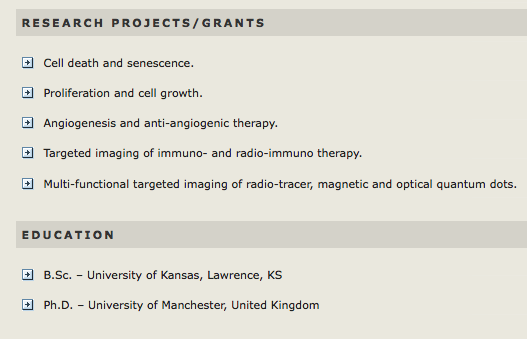 RESEARCH PROJECTS/GRANTS
Cell death and senescence.
Proliferation and cell growth.
Angiogenesis and anti-angiogenic therapy.
Targeted imaging of immuno- and radio-immuno therapy.
Multi-functional targeted imaging of radio-tracer, magnetic and optical quantum dots.
EDUCATION
B.Sc. – University of Kansas, Lawrence, KS
Ph.D. – University of Manchester, United Kingdom